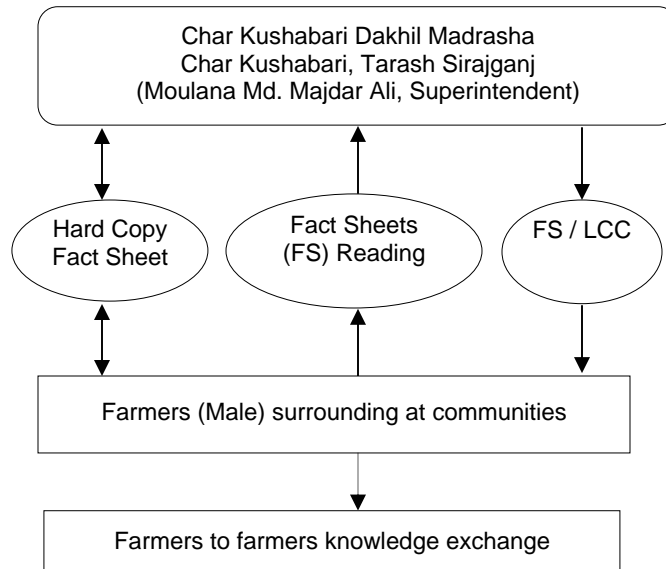 Char Kushabari Dakhil Madrasha
Char Kushabari, Tarash Sirajganj
(Moulana Md. Majdar Ali, Superintendent)
Hard Copy
Fact Sheet
Fact Sheets
(FS) Reading
FS / LCC
Farmers (Male) surrounding at communities
Farmers to farmers knowledge exchange